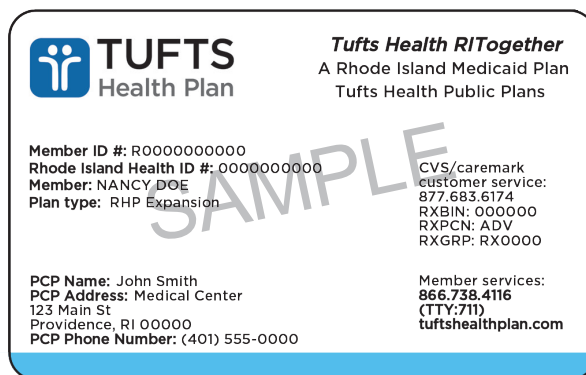 TUFTS
Health Plan
Tufts Health RITogether
A Rhode Island Medicaid Plan
Tufts Health Public Plans
Member ID #: R0000000000
Rhode Island Health ID #: 0000000000
Member: NANCY DOE
Plan type: RHP Expansion
SAMPLE
CVS/caremark
customer service:
877.683.6174
RXBIN: 000000
RXPCN: ADV
RXGRP: RX0000
PCP Name: John Smith
PCP Address: Medical Center
123 Main St
Providence, RI 00000
PCP Phone Number: (401) 555-0000
Member services:
866.738.4116
(TTY:711)
tuftshealthplan.com